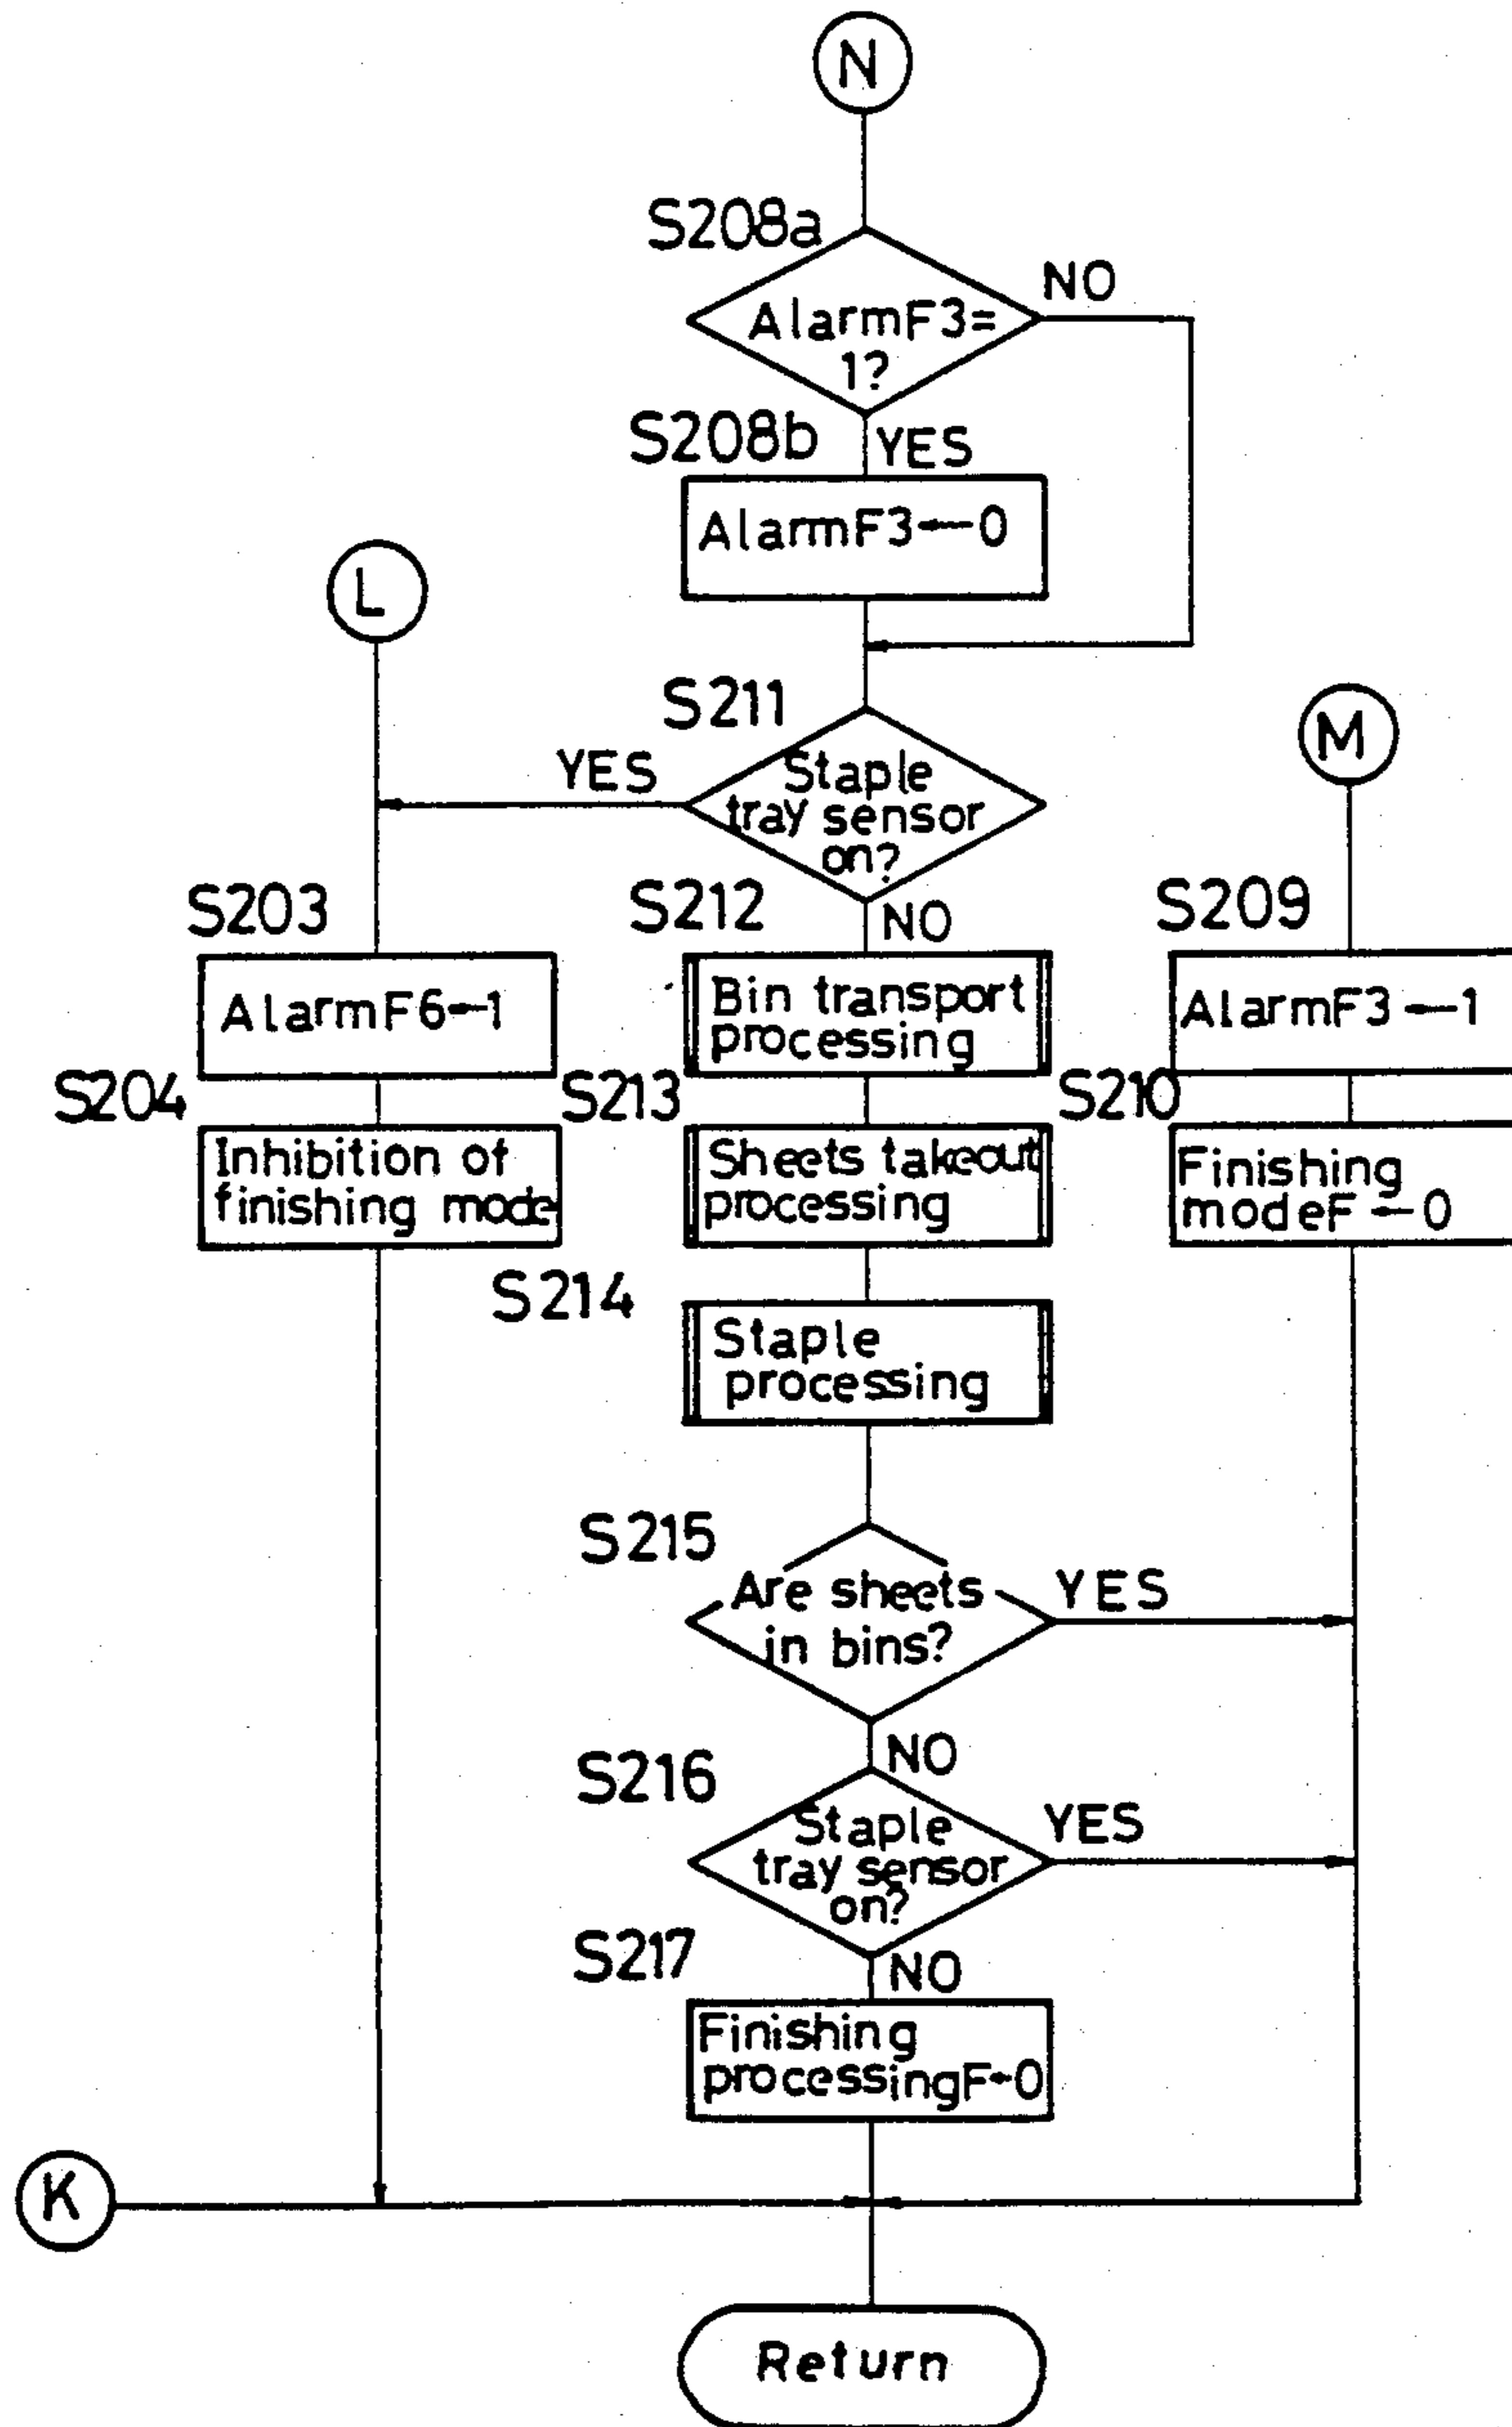 N
S208a
AlarmF3=
1?
NO
S208b
YES
AlarmF3←0
L
S211
YES
Staple
tray sensor
on?
M
S203
S212
NO
S209
AlarmF6←1
Bin transport
processing
AlarmF3←1
S204
S213
S210
Inhibition of
finishing mode
Sheets takeout
processing
Finishing
modeF←0
S214
Staple
processing
S215
Are sheets
in bins?
YES
NO
S216
Staple
tray sensor
on?
YES
S217
NO
Finishing
processingF←0
K
Return